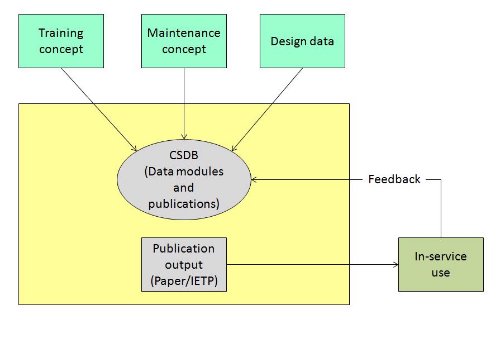 Training
concept
Maintenance
concept
Design data
CSDB
(Data modules
and
publications)
Feedback
Publication
output
(Paper/IETP)
In-service
use